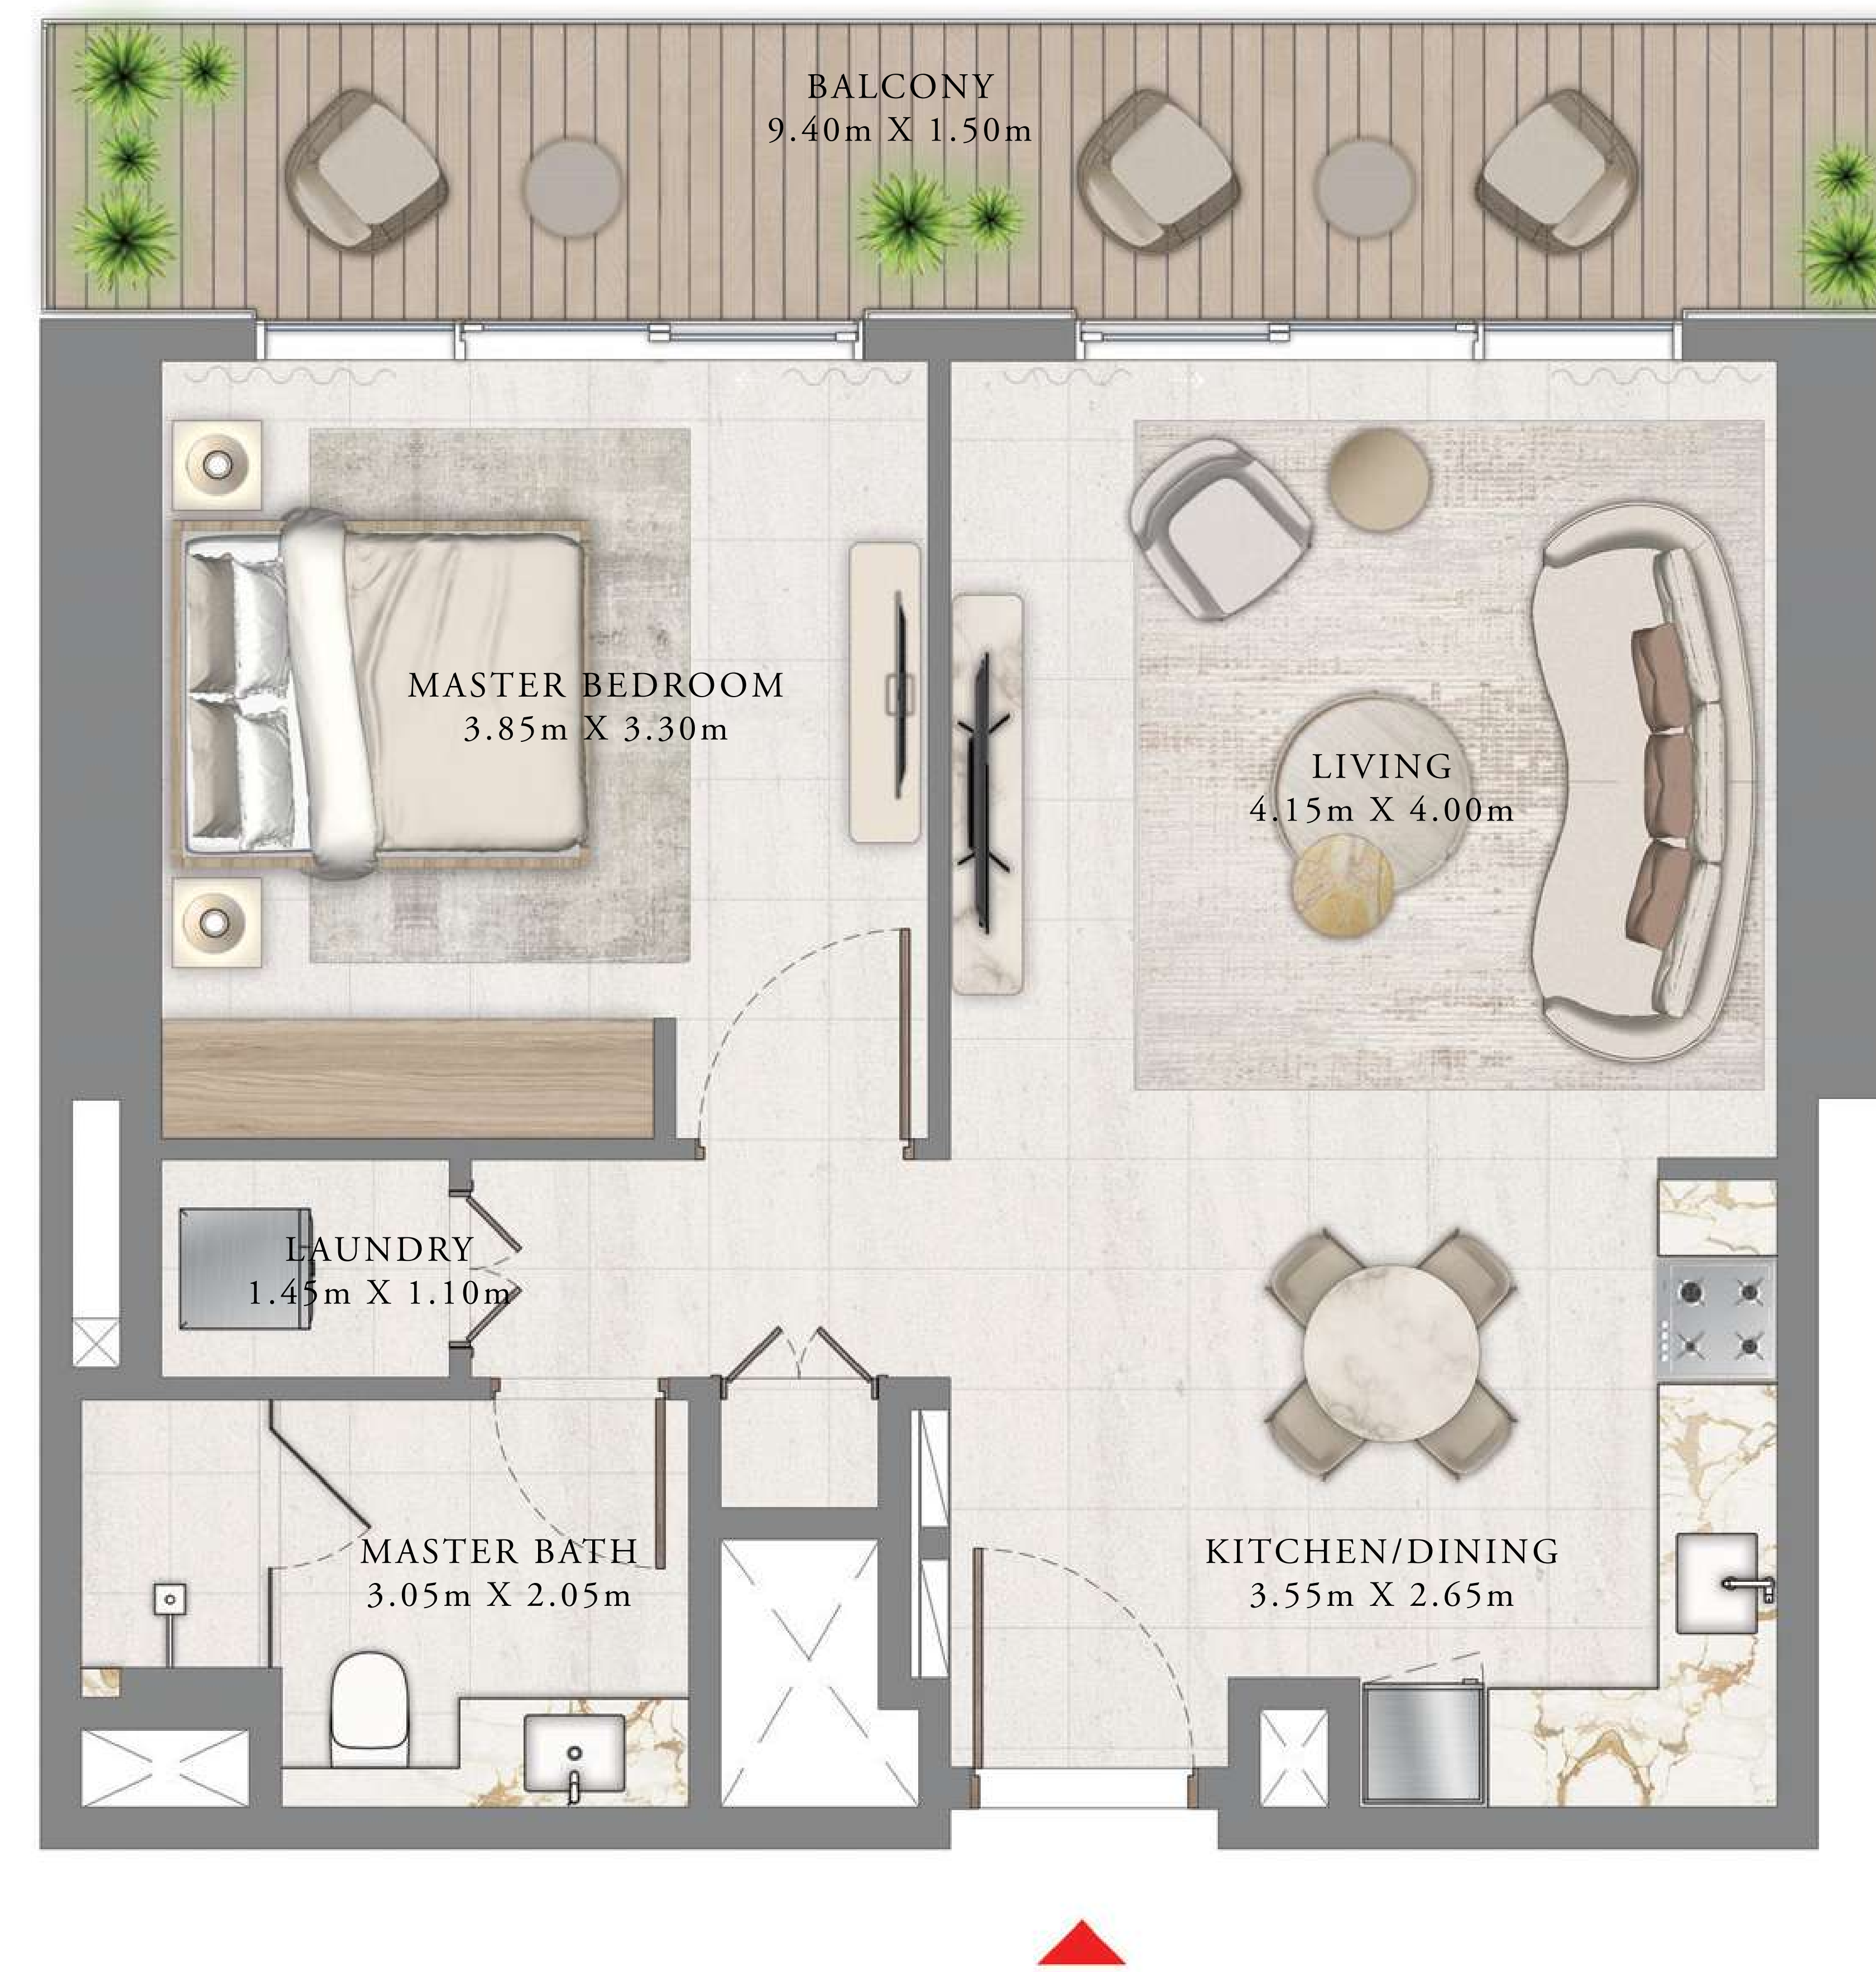 BALCONY
9.40m X 1.50m
MASTER BEDROOM
3.85m X 3.30m
LIVING
4.15m X 4.00m
LAUNDRY
1.45m X 1.10m
MASTER BATH
3.05m X 2.05m
KITCHEN/DINING
3.55m X 2.65m